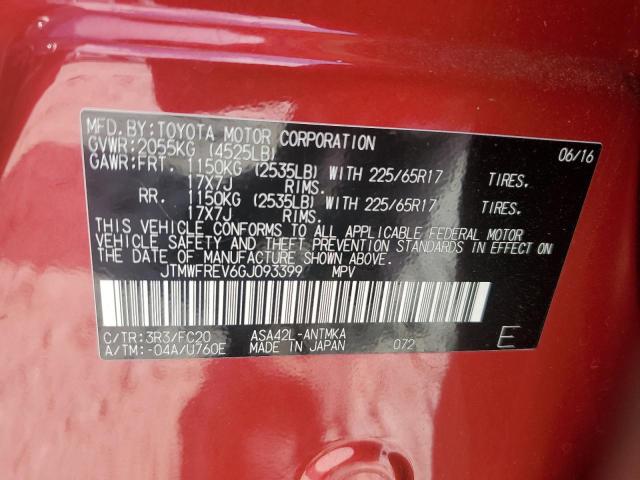 MFD.BY:TOYOTA MOTOR CORPORATION 06/16
GVWR:2055KG (4525LB)
GAWR:FRT. 1150KG (2535LB) WITH 225/65R17 TIRES.
17X7J RIMS.
RR. 1150KG (2535LB) WITH 225/65R17 TIRES.
17X7J RIMS.
THIS VEHICLE CONFORMS TO ALL APPLICABLE FEDERAL MOTOR
VEHICLE SAFETY AND THEFT PREVENTION STANDARDS IN EFFECT ON
THE DATE OF MANUFACTURE SHOWN ABOVE.
JTMWFREV6GJ093399 MPV
C/TR:3R3/FC20 ASA42L-ANTMKA
A/TM:-04A/U760E MADE IN JAPAN 072 E